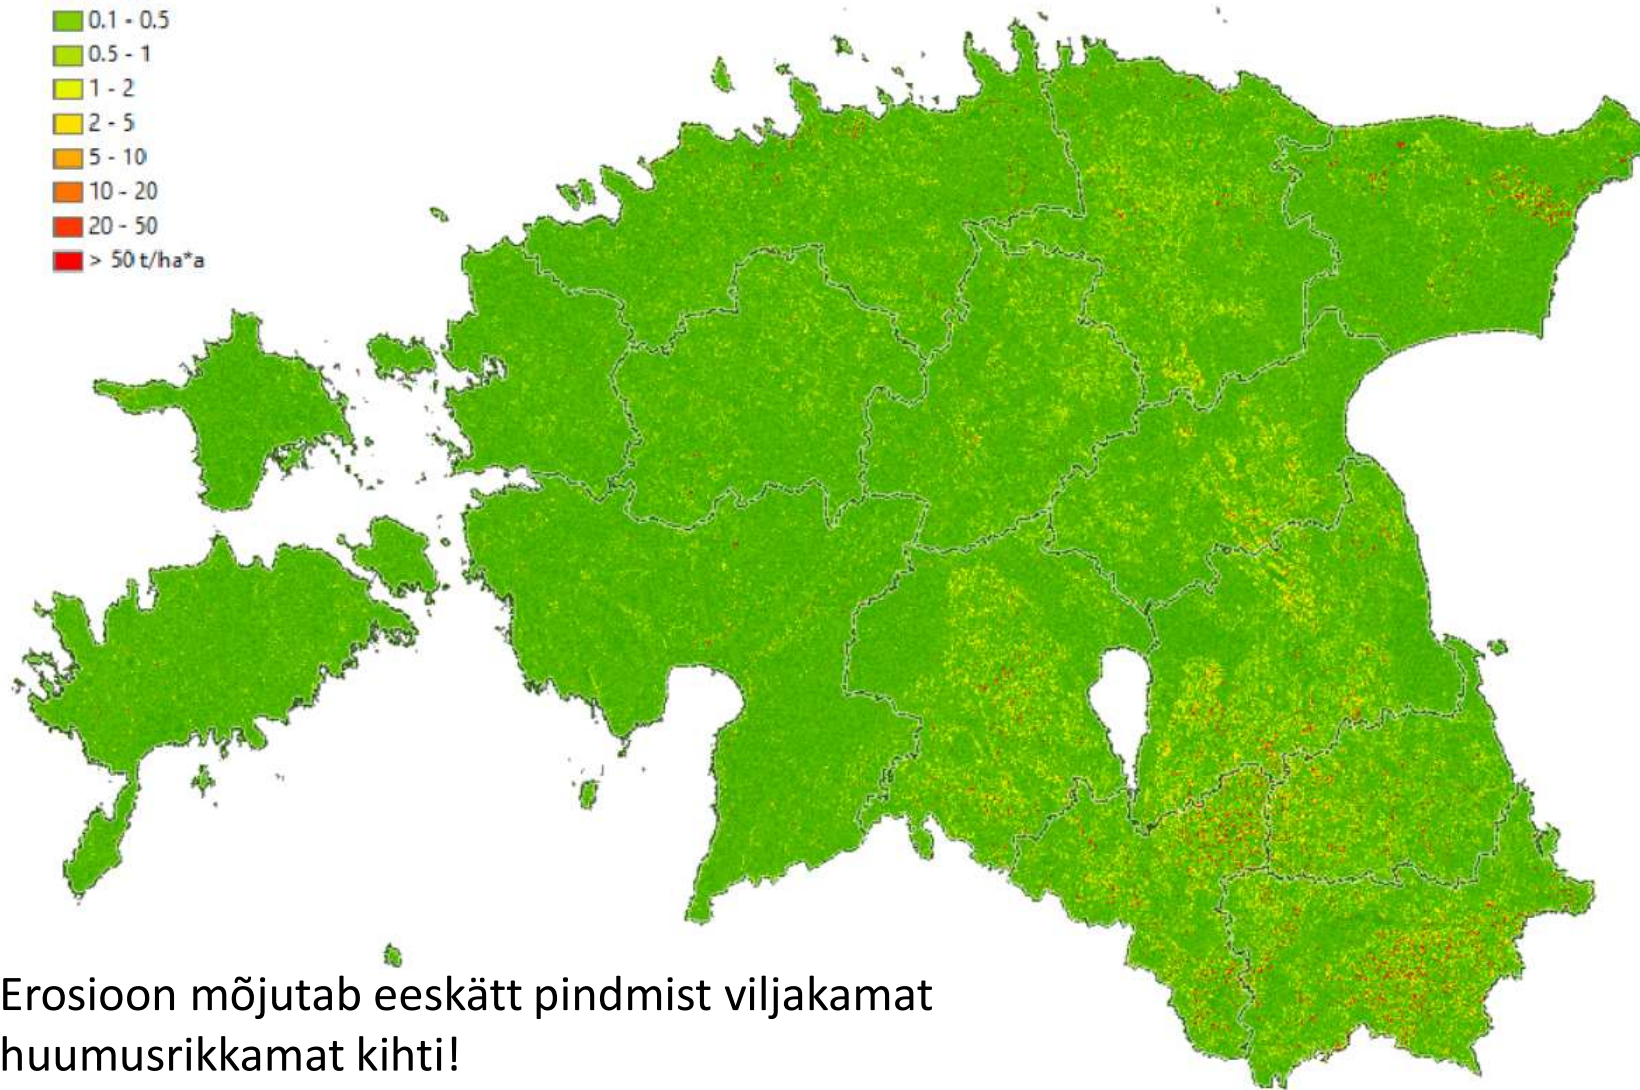 0.1 - 0.5
0.5 - 1
1 - 2
2 - 5
5 - 10
10 - 20
20 - 50
> 50 t/ha*a
Erosioon mõjutab eeskätt pindmist viljakamat
huumusrikkamat kihti!